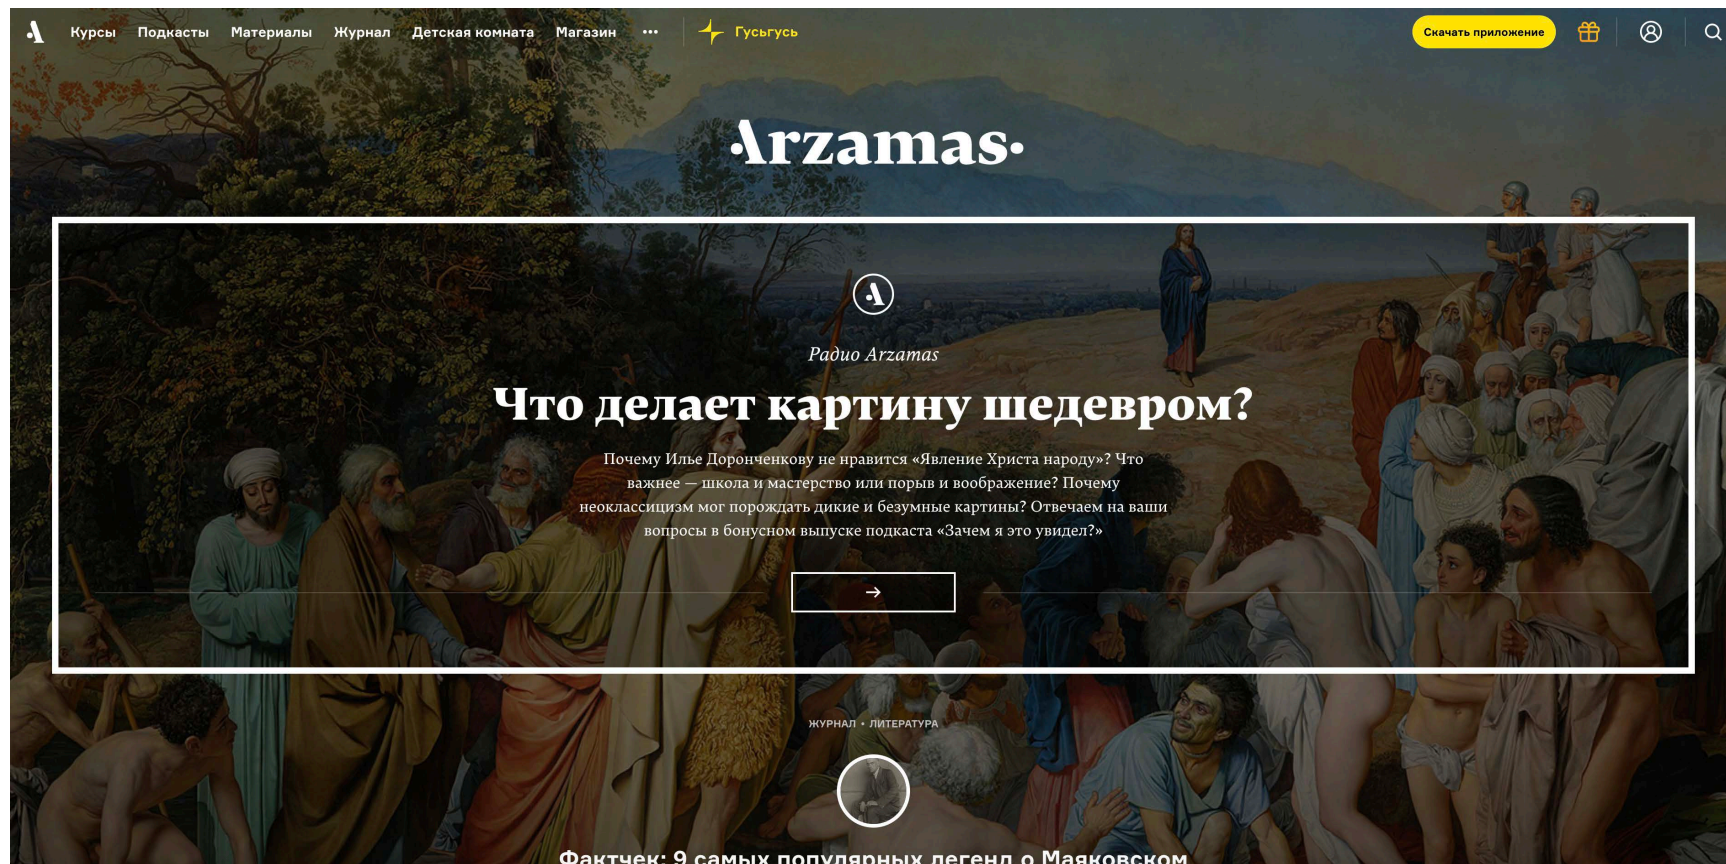 Курсы Подкасты Материалы Журнал Детская комната Магазин ••• Гусьгусь Скачать приложение
Arzamas
Радио Arzamas
Что делает картину шедевром?
Почему Илье Доронченкову не нравится «Явление Христа народу»? Что
важнее — школа и мастерство или порыв и воображение? Почему
неоклассицизм мог порождать дикие и безумные картины? Отвечаем на ваши
вопросы в бонусном выпуске подкаста «Зачем я это увидел?»
→
ЖУРНАЛ • ЛИТЕРАТУРА
Фактчек: 9 самых популярных легенд о Маяковском